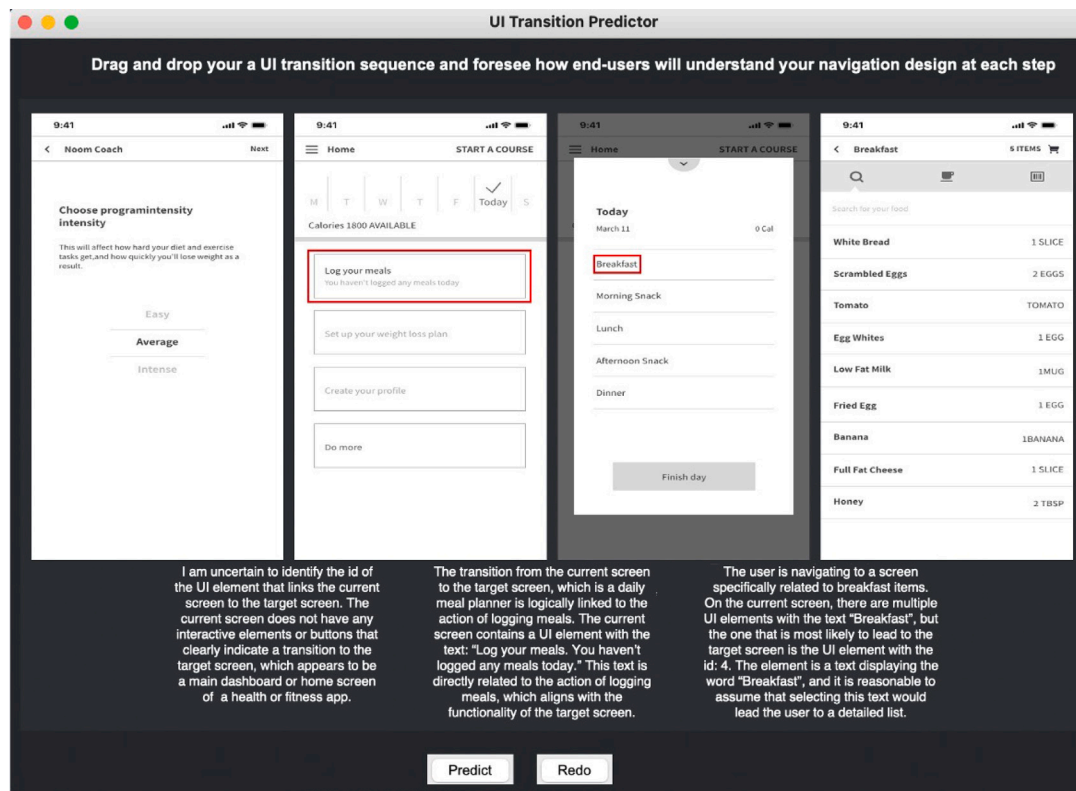 UI Transition Predictor
Drag and drop your a UI transition sequence and foresee how end-users will understand your navigation design at each step
9:41
Noom Coach Next
Choose programintensity
intensity
This will affect how hard your diet and exercise
tasks get,and how quickly you'll lose weight as a
result.
Easy
Average
Intense
9:41
Home START A COURSE
M T W T F Today S
Calories 1800 AVAILABLE
Log your meals
You haven't logged any meals today
Set up your weight loss plan
Create your profile
Do more
9:41
Home START A COURSE
Today
March 11 0 Cal
Breakfast
Morning Snack
Lunch
Afternoon Snack
Dinner
Finish day
9:41
Breakfast 5 ITEMS
Search for your food
White Bread 1 SLICE
Scrambled Eggs 2 EGGS
Tomato TOMATO
Egg Whites 1 EGG
Low Fat Milk 1MUG
Fried Egg 1 EGG
Banana 1BANANA
Full Fat Cheese 1 SLICE
Honey 2 TBSP
I am uncertain to identify the id of
the UI element that links the current
screen to the target screen. The
current screen does not have any
interactive elements or buttons that
clearly indicate a transition to the
target screen, which appears to be
a main dashboard or home screen
of a health or fitness app.
The transition from the current screen
to the target screen, which is a daily
meal planner is logically linked to the
action of logging meals. The current
screen contains a UI element with the
text: “Log your meals. You haven't
logged any meals today.” This text is
directly related to the action of logging
meals, which aligns with the
functionality of the target screen.
The user is navigating to a screen
specifically related to breakfast items.
On the current screen, there are multiple
UI elements with the text “Breakfast”, but
the one that is most likely to lead to the
target screen is the UI element with the
id: 4. The element is a text displaying the
word “Breakfast”, and it is reasonable to
assume that selecting this text would
lead the user to a detailed list.
Predict
Redo